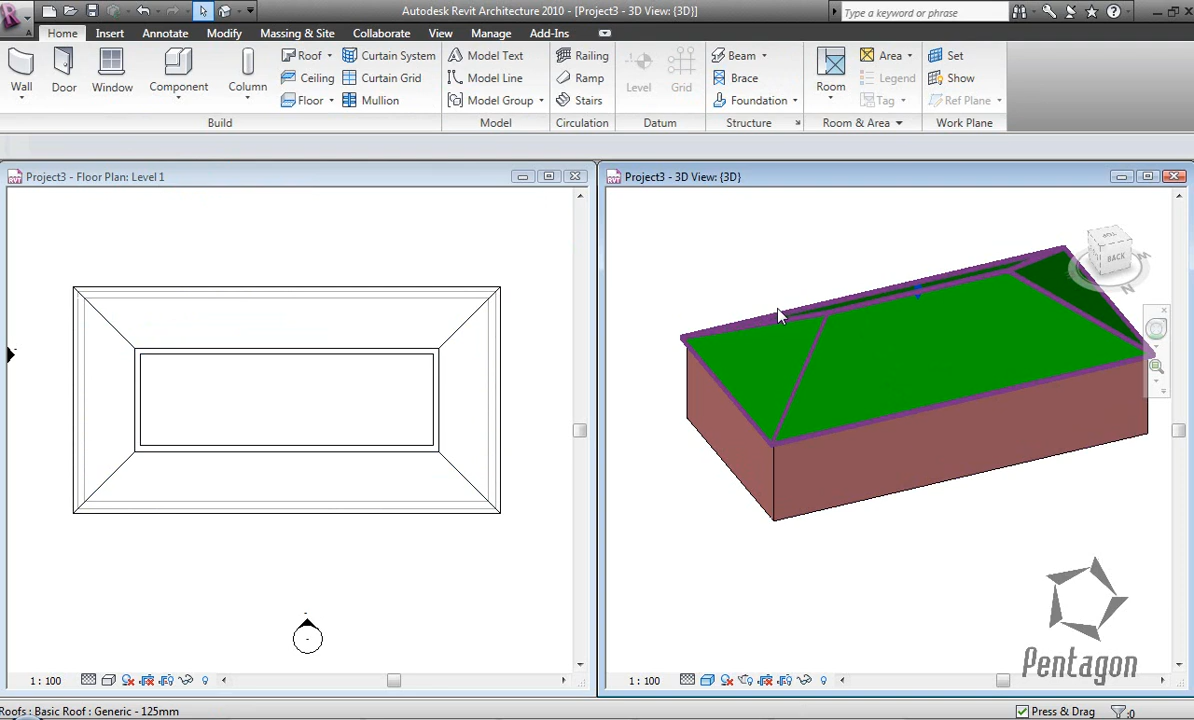 Autodesk Revit Architecture 2010 - [Project3 - 3D View: {3D}]
Type a keyword or phrase
Home Insert Annotate Modify Massing & Site Collaborate View Manage Add-Ins
Wall Door Window Component Column
Roof Ceiling Floor
Curtain System Curtain Grid Mullion
Build
Model Text Model Line Model Group
Model
Railing Ramp Stairs
Circulation
Level Grid
Datum
Beam Brace Foundation
Structure
Room Area Legend Tag
Room & Area
Set Show Ref Plane
Work Plane
Project3 - Floor Plan: Level 1
Project3 - 3D View: {3D}
TOP
BACK
N
Pentagon
1 : 100
1 : 100
Roofs : Basic Roof : Generic - 125mm
Press & Drag
:0